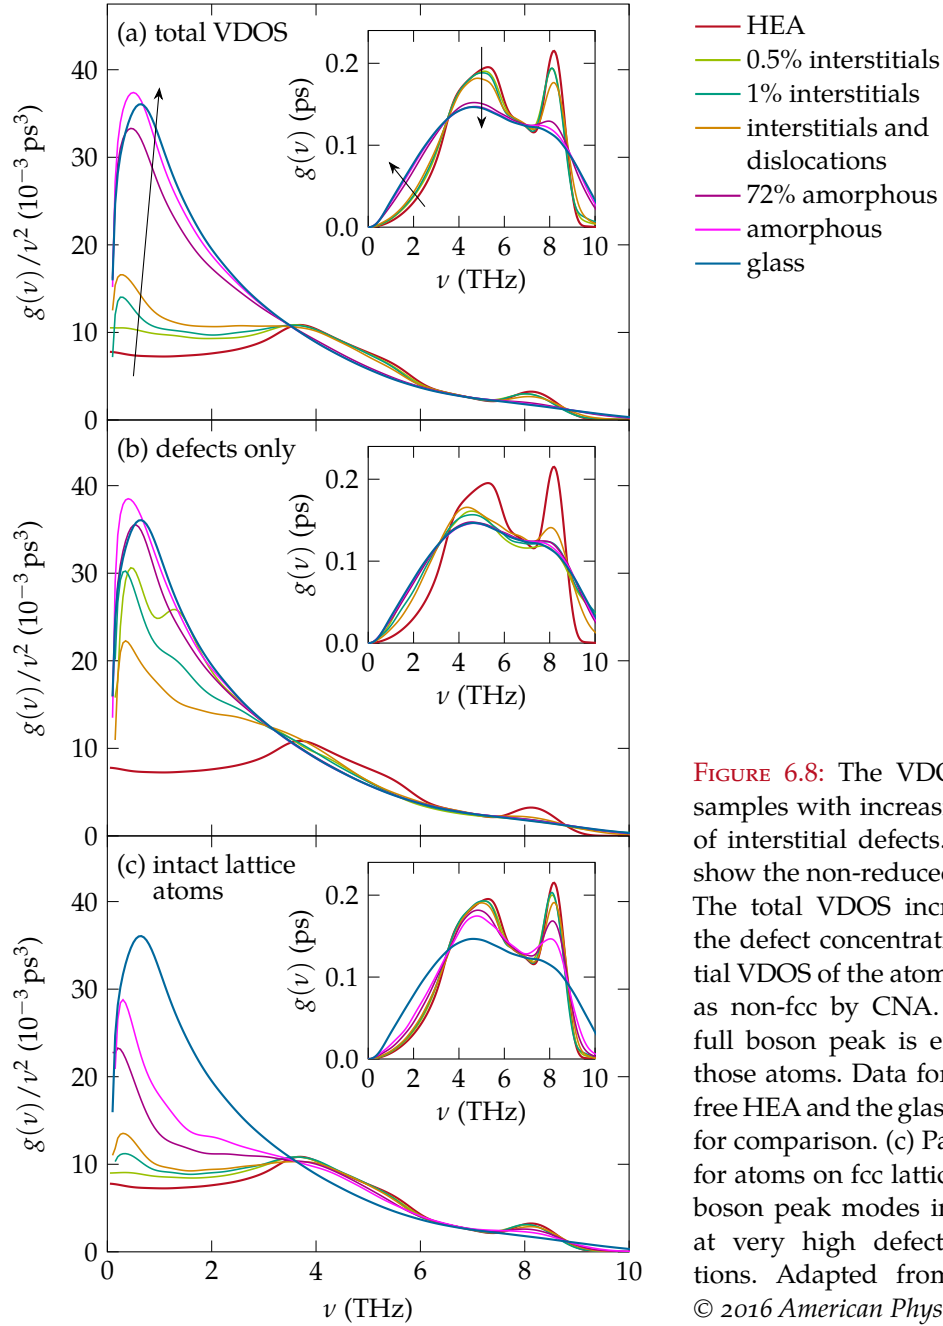 (a) total VDOS
g(ν)/ν² (10⁻³ ps³)
40
30
20
10
0
g(ν) (ps)
0.2
0.1
0.0
0 2 4 6 8 10
ν (THz)
HEA
0.5% interstitials
1% interstitials
interstitials and
dislocations
72% amorphous
amorphous
glass
(b) defects only
g(ν)/ν² (10⁻³ ps³)
40
30
20
10
0
g(ν) (ps)
0.2
0.1
0.0
0 2 4 6 8 10
ν (THz)
(c) intact lattice
atoms
g(ν)/ν² (10⁻³ ps³)
40
30
20
10
0
g(ν) (ps)
0.2
0.1
0.0
0 2 4 6 8 10
ν (THz)
0 2 4 6 8 10
ν (THz)
Figure 6.8: The VDO
samples with increas
of interstitial defects.
show the non-reduced
The total VDOS incr
the defect concentrati
tial VDOS of the atom
as non-fcc by CNA.
full boson peak is e
those atoms. Data for
free HEA and the glas
for comparison. (c) Pa
for atoms on fcc lattic
boson peak modes in
at very high defect
tions. Adapted from
© 2016 American Phys